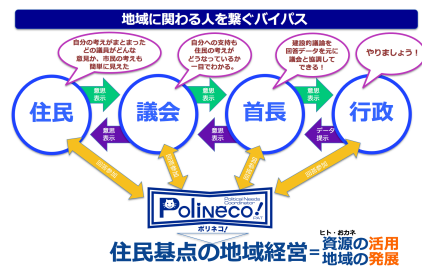 地域に関わる人を繋ぐバイパス
自分の考えがまとまった
どの議員がどんな
意見か、市民の考えも
簡単に見えた
自分への支持も
住民の考えが
どうなっているか
一目でわかる。
建設的議論を
回答データを元に
議会と協調して
できる!
やりましょう!
住民
意思
表示
意思
表示
議会
意思
表示
意思
表示
首長
意思
表示
データ
提示
行政
Political Needs
Coordination
Polineco!
ポリネコ!
住民基点の地域経営=
ヒト・おカネ
資源の活用
地域の発展